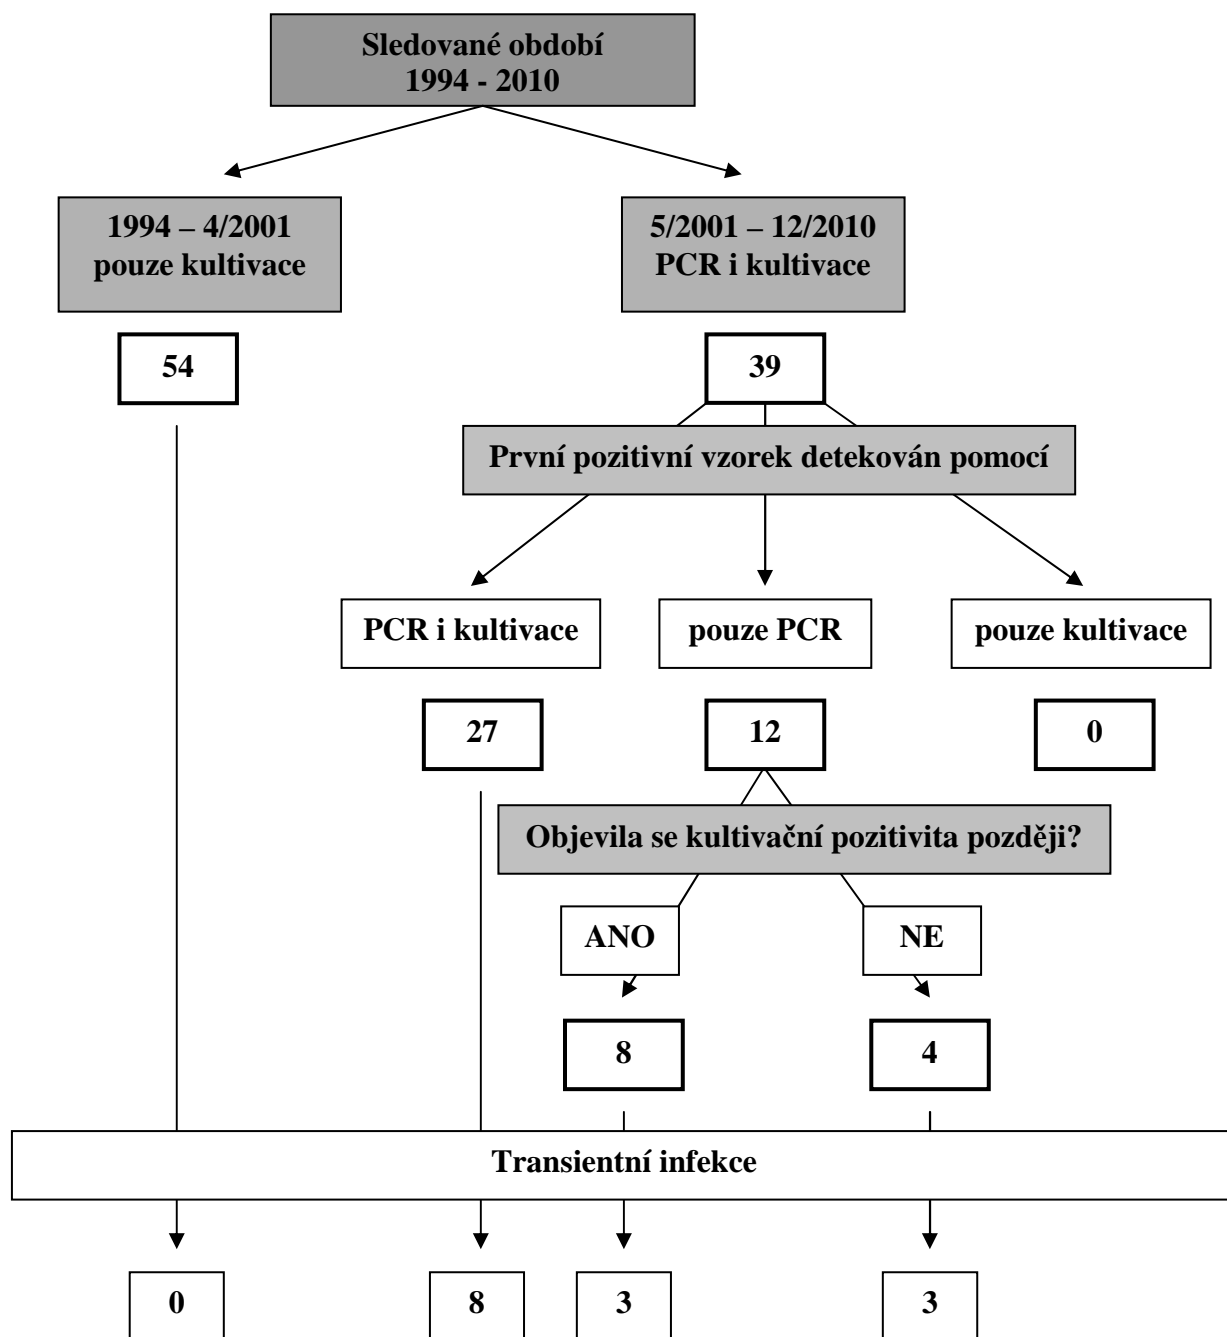 Sledované období
1994 - 2010
1994 – 4/2001
pouze kultivace
5/2001 – 12/2010
PCR i kultivace
54
39
První pozitivní vzorek detekován pomocí
PCR i kultivace
pouze PCR
pouze kultivace
27
12
0
Objevila se kultivační pozitivita později?
ANO
NE
8
4
Transientní infekce
0
8
3
3